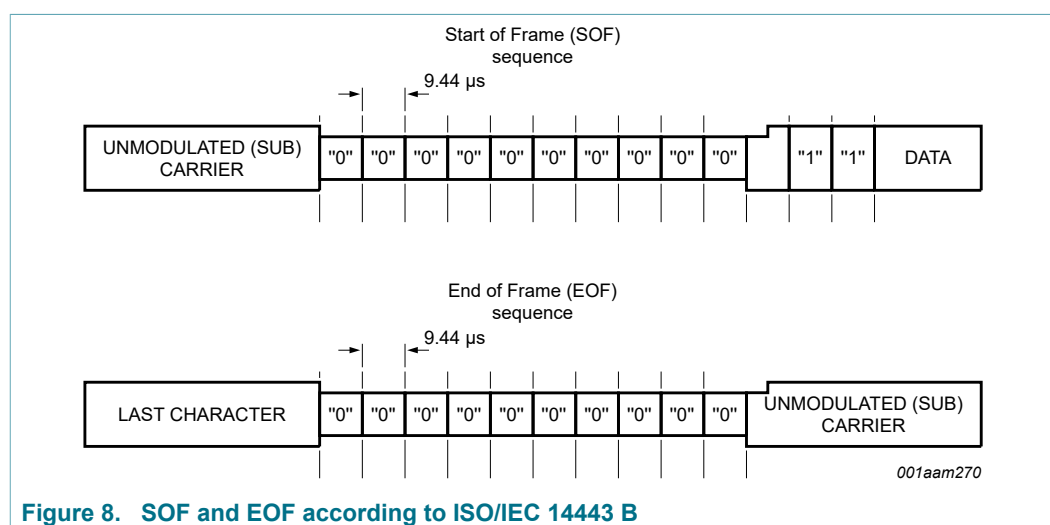 Start of Frame (SOF)
sequence
9.44 μs
UNMODULATED (SUB)
CARRIER
"0" "0" "0" "0" "0" "0" "0" "0" "0" "0" "1" "1" DATA
End of Frame (EOF)
sequence
9.44 μs
LAST CHARACTER "0" "0" "0" "0" "0" "0" "0" "0" "0" "0" UNMODULATED (SUB)
CARRIER
001aam270
Figure 8. SOF and EOF according to ISO/IEC 14443 B